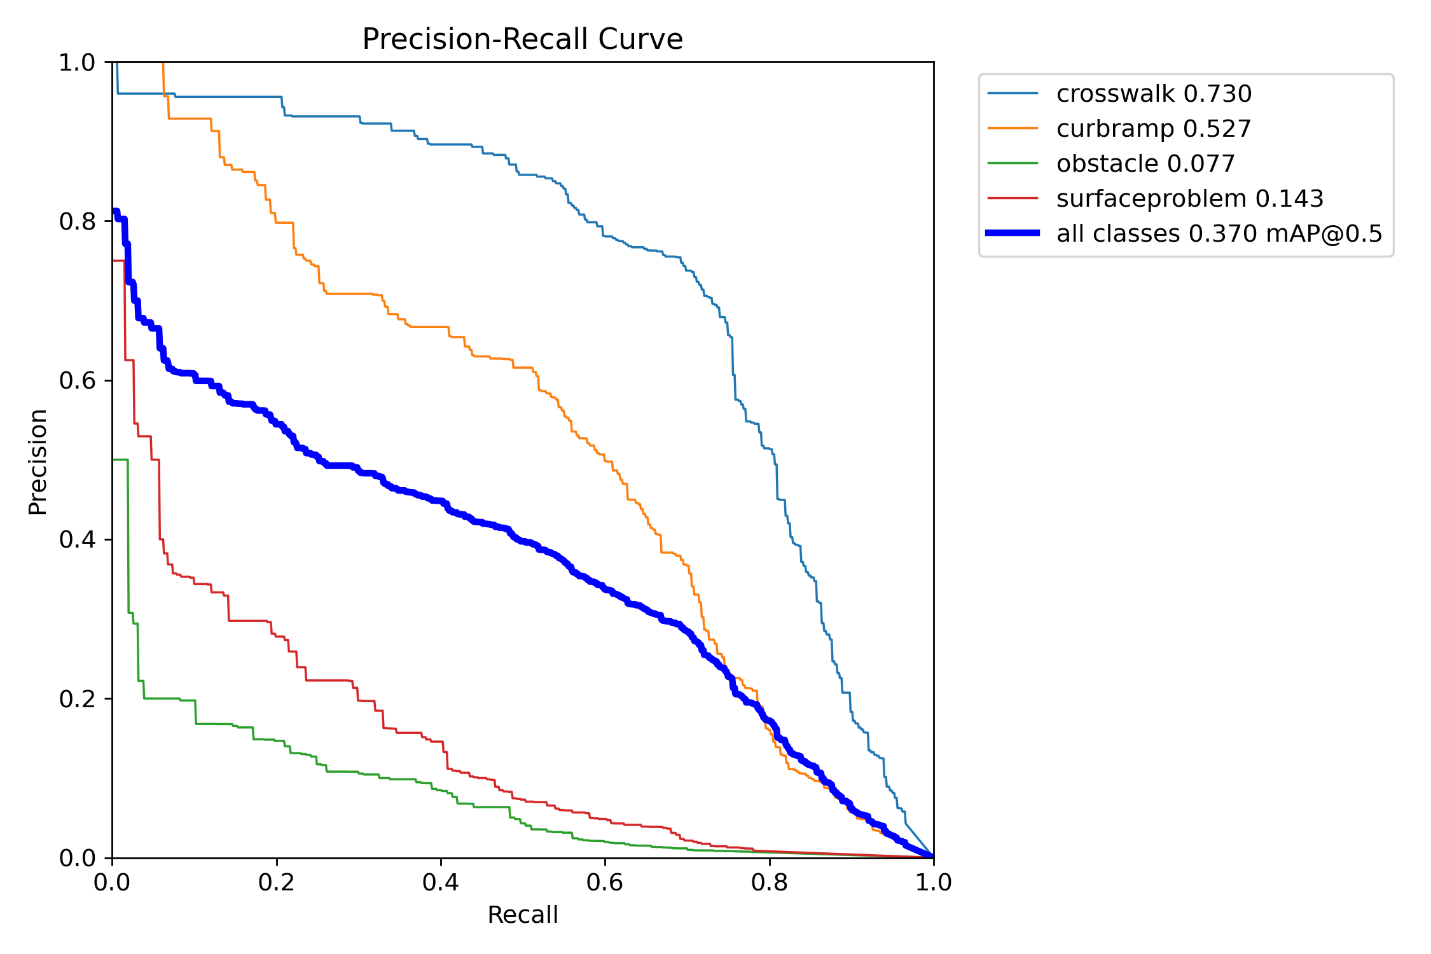 Precision-Recall Curve
1.0
0.8
0.6
0.4
0.2
0.0
Precision
0.0 0.2 0.4 0.6 0.8 1.0
Recall
crosswalk 0.730
curbramp 0.527
obstacle 0.077
surfaceproblem 0.143
all classes 0.370 mAP@0.5